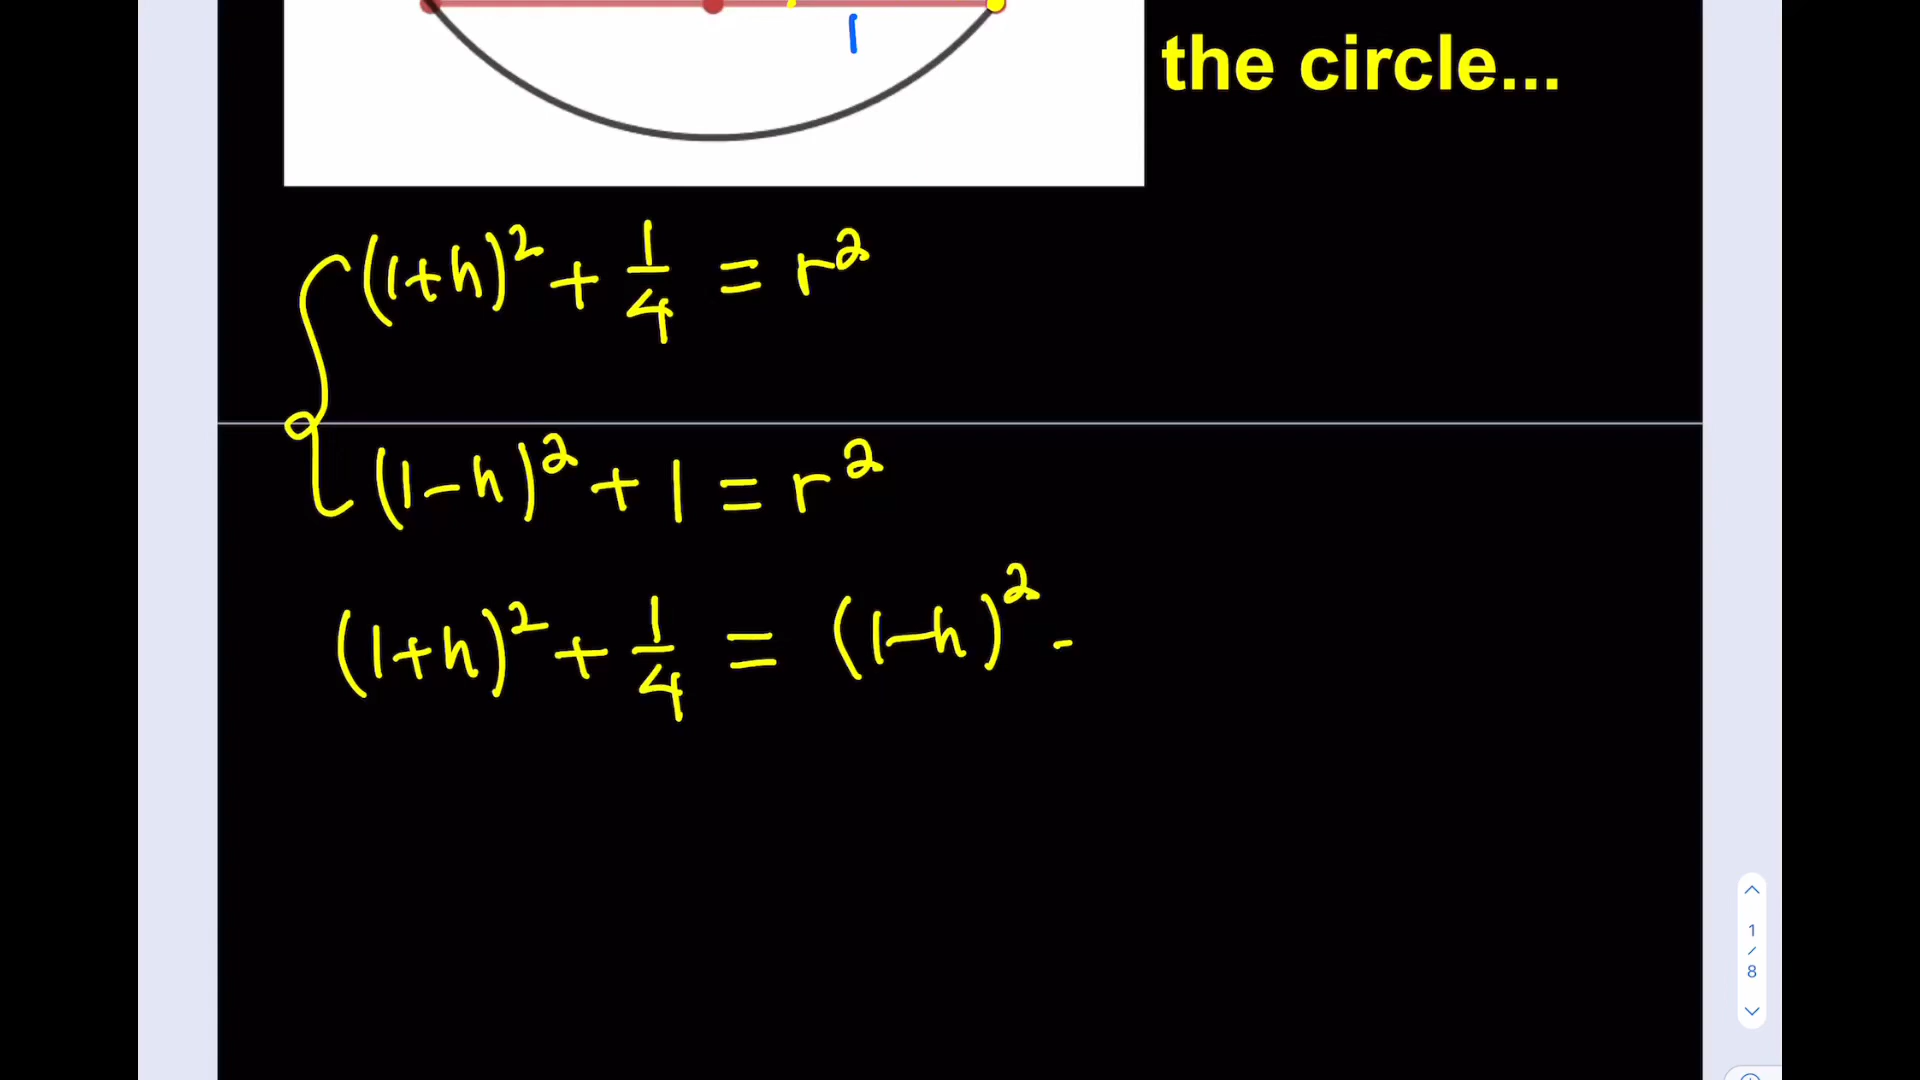 1
the circle...
(1+h)² + 1/4 = r²
(1-h)² + 1 = r²
(1+h)² + 1/4 = (1-h)² -
1
/
8